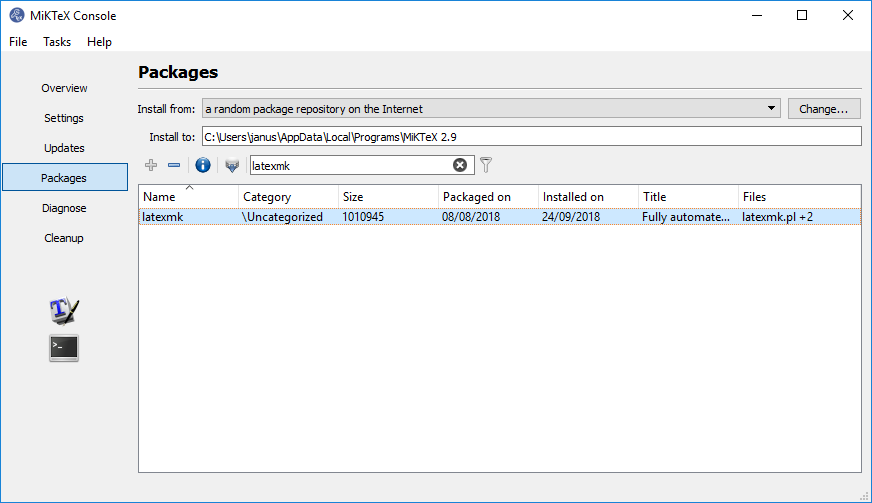 MiKTeX Console
File Tasks Help
Overview
Settings
Updates
Packages
Diagnose
Cleanup
Packages
Install from: a random package repository on the Internet Change...
Install to: C:\Users\janus\AppData\Local\Programs\MiKTeX 2.9
latexmk
Name Category Size Packaged on Installed on Title Files
latexmk \Uncategorized 1010945 08/08/2018 24/09/2018 Fully automate... latexmk.pl +2